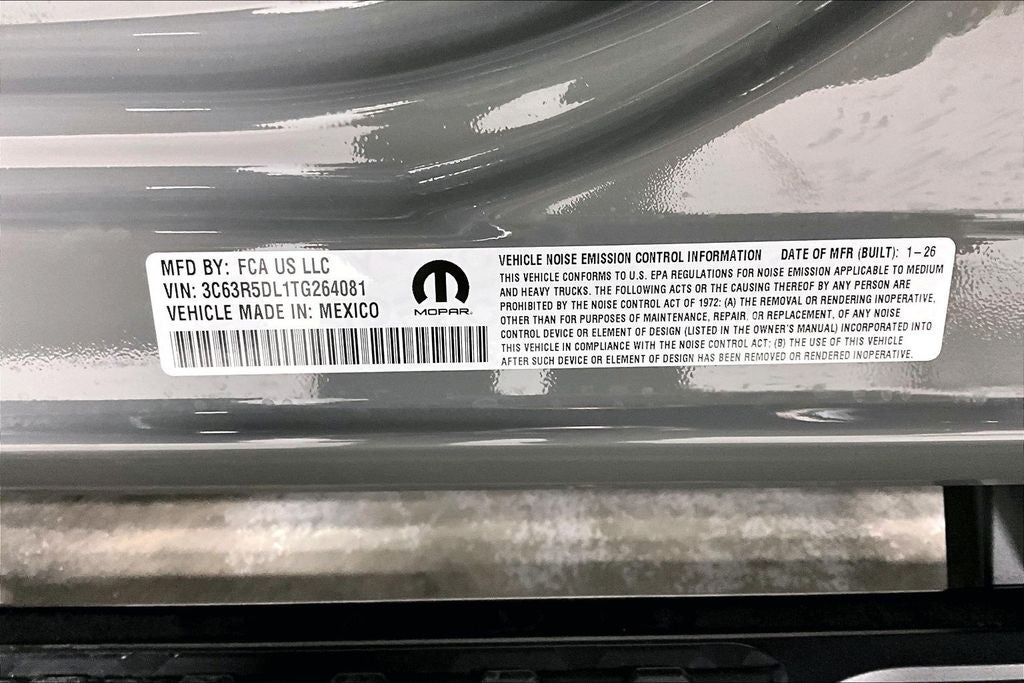 MFD BY: FCA US LLC
VIN: 3C63R5DL1TG264081
VEHICLE MADE IN: MEXICO
MOPAR
VEHICLE NOISE EMISSION CONTROL INFORMATION DATE OF MFR (BUILT): 1-26
THIS VEHICLE CONFORMS TO U.S. EPA REGULATIONS FOR NOISE EMISSION APPLICABLE TO MEDIUM
AND HEAVY TRUCKS. THE FOLLOWING ACTS OR THE CAUSING THEREOF BY ANY PERSON ARE
PROHIBITED BY THE NOISE CONTROL ACT OF 1972: (A) THE REMOVAL OR RENDERING INOPERATIVE,
OTHER THAN FOR PURPOSES OF MAINTENANCE, REPAIR, OR REPLACEMENT, OF ANY NOISE
CONTROL DEVICE OR ELEMENT OF DESIGN (LISTED IN THE OWNER'S MANUAL) INCORPORATED INTO
THIS VEHICLE IN COMPLIANCE WITH THE NOISE CONTROL ACT; (B) THE USE OF THIS VEHICLE
AFTER SUCH DEVICE OR ELEMENT OF DESIGN HAS BEEN REMOVED OR RENDERED INOPERATIVE.